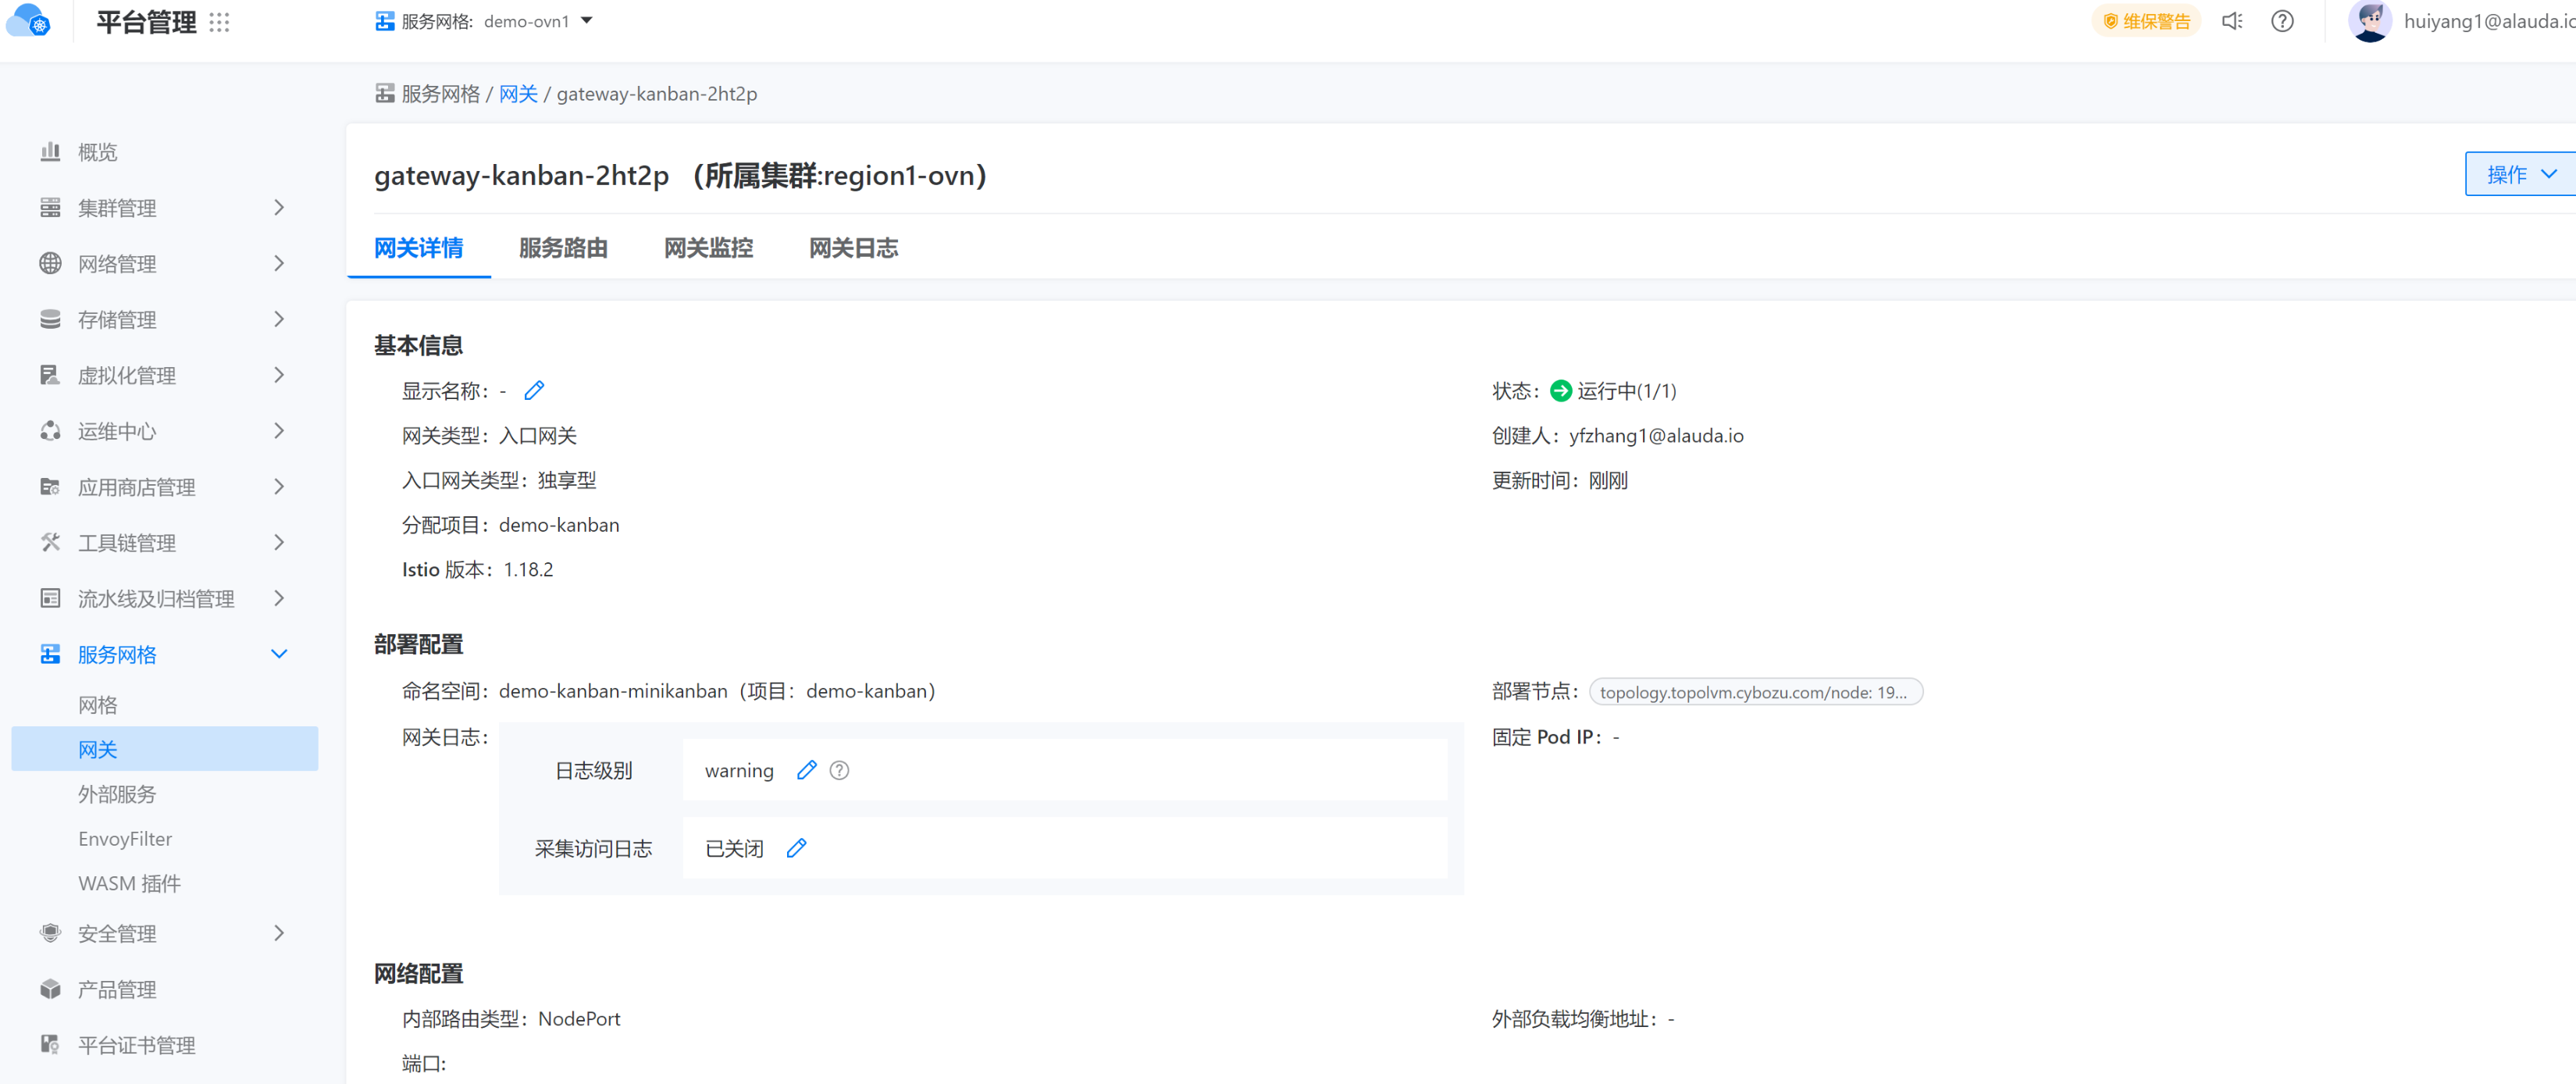 平台管理
服务网格: demo-ovn1
维保警告
huiyang1@alauda.io
服务网格 / 网关 / gateway-kanban-2ht2p
概览
集群管理
网络管理
存储管理
虚拟化管理
运维中心
应用商店管理
工具链管理
流水线及归档管理
服务网格
网格
网关
外部服务
EnvoyFilter
WASM 插件
安全管理
产品管理
平台证书管理
gateway-kanban-2ht2p （所属集群:region1-ovn）
操作
网关详情 服务路由 网关监控 网关日志
基本信息
显示名称： -
状态： 运行中(1/1)
网关类型： 入口网关
创建人： yfzhang1@alauda.io
入口网关类型： 独享型
更新时间： 刚刚
分配项目： demo-kanban
Istio 版本： 1.18.2
部署配置
命名空间： demo-kanban-minikanban（项目： demo-kanban）
部署节点： topology.topolvm.cybozu.com/node: 19...
网关日志：
固定 Pod IP： -
日志级别 warning
采集访问日志 已关闭
网络配置
内部路由类型： NodePort
外部负载均衡地址： -
端口: